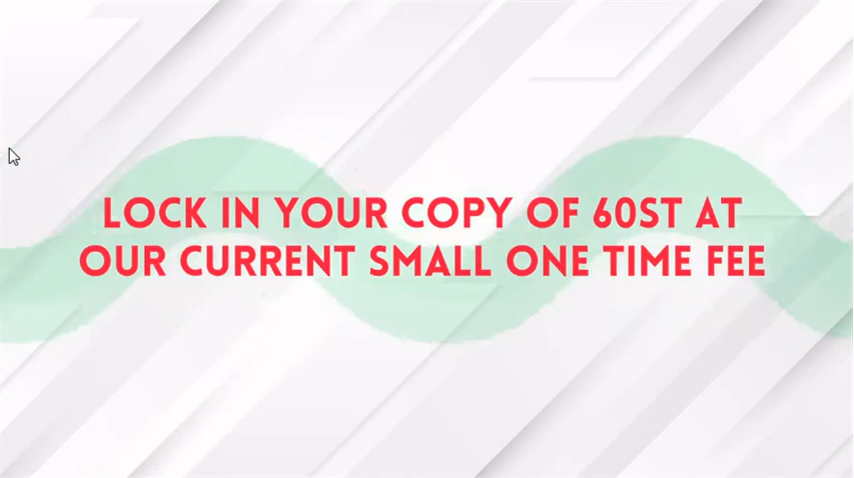 LOCK IN YOUR COPY OF 60ST AT
OUR CURRENT SMALL ONE TIME FEE